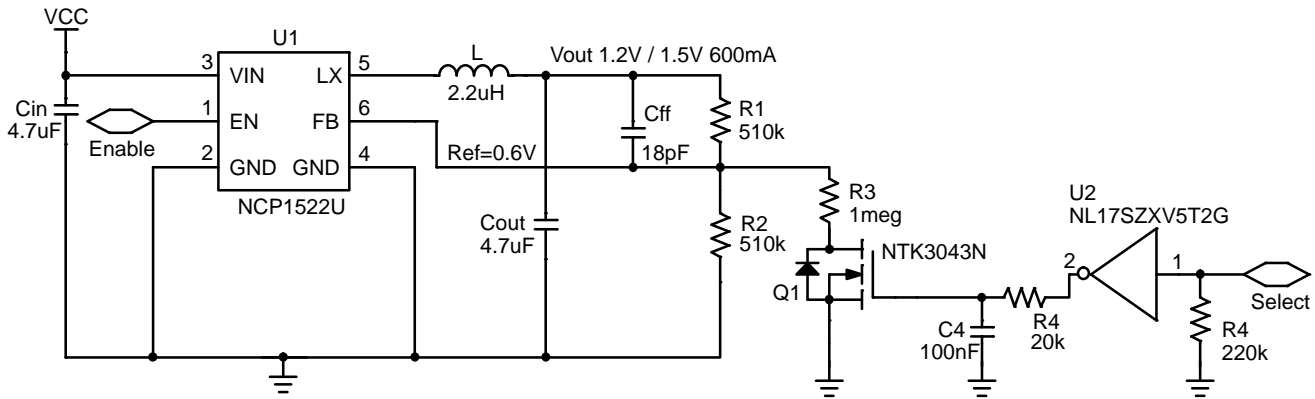 VCC
U1
3
VIN
LX
5
L
2.2uH
Vout 1.2V / 1.5V 600mA
Cin
4.7uF
1
EN
FB
6
Enable
Cff
18pF
R1
510k
2
GND
GND
4
Ref=0.6V
NCP1522U
Cout
4.7uF
R2
510k
R3
1meg
U2
NL17SZXV5T2G
NTK3043N
Q1
2
1
Select
C4
100nF
R4
20k
R4
220k